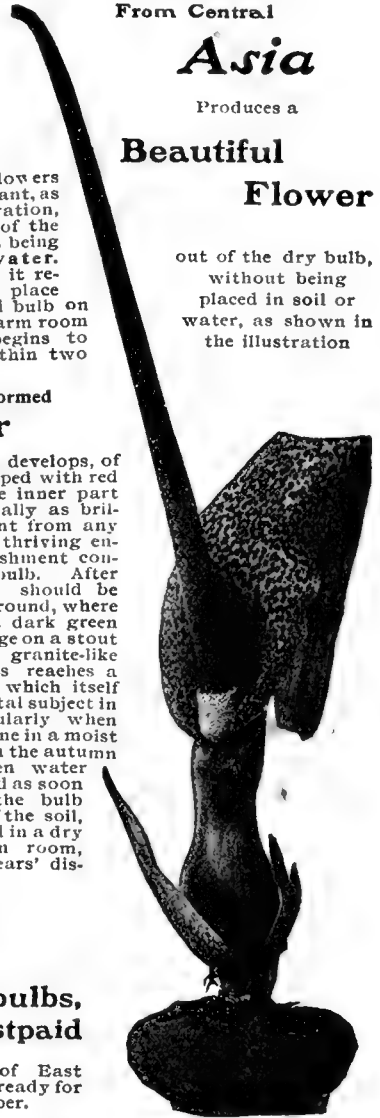 From Central
Asia
Produces a
Beautiful
Flower
out of the dry bulb,
without being
placed in soil or
water, as shown in
the illustration
lowers
ant, as
ration,
of the
being
vater.
it re-
place
l bulb on
arm room
egins to
thin two
ormed
r
develops, of
ped with red
e inner part
ally as bril-
nt from any
thriving en-
shment con-
bulb. After
should be
round, where
dark green
ge on a stout
granite-like
s reaches a
which itself
tal subject in
ularly when
ne in a moist
n the autumn
en water
d as soon
the bulb
f the soil,
d in a dry
n room,
ears' dis-
bulbs,
stpaid
of East
ready for
ber.